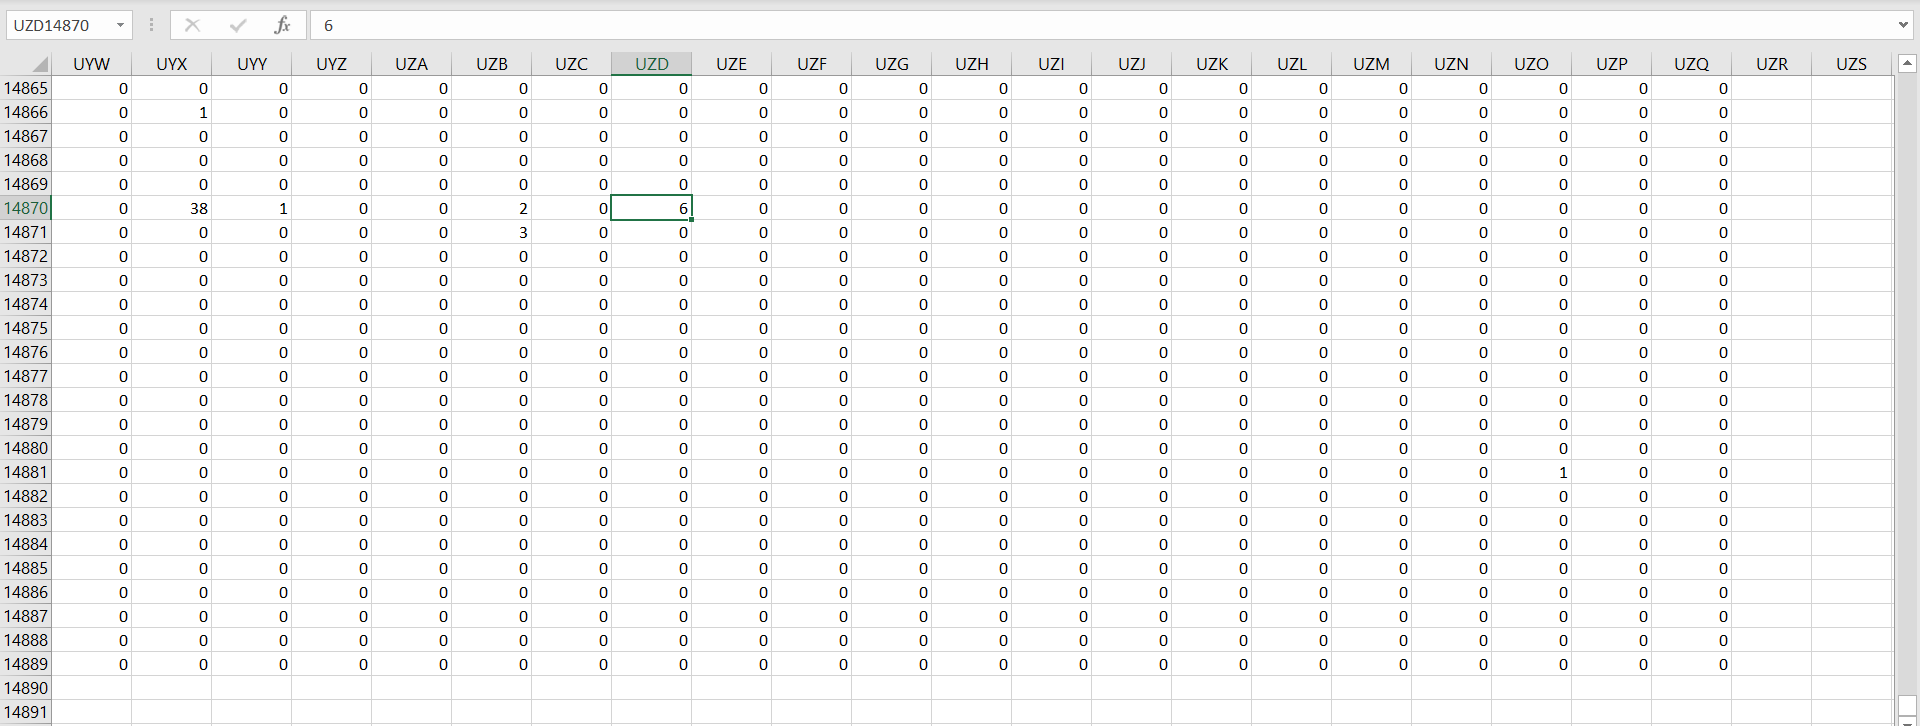 UZD14870 fx 6
UYW UYX UYY UYZ UZA UZB UZC UZD UZE UZF UZG UZH UZI UZJ UZK UZL UZM UZN UZO UZP UZQ UZR UZS
14865 0 0 0 0 0 0 0 0 0 0 0 0 0 0 0 0 0 0 0 0 0
14866 0 1 0 0 0 0 0 0 0 0 0 0 0 0 0 0 0 0 0 0 0
14867 0 0 0 0 0 0 0 0 0 0 0 0 0 0 0 0 0 0 0 0 0
14868 0 0 0 0 0 0 0 0 0 0 0 0 0 0 0 0 0 0 0 0 0
14869 0 0 0 0 0 0 0 0 0 0 0 0 0 0 0 0 0 0 0 0 0
14870 0 38 1 0 0 2 0 6 0 0 0 0 0 0 0 0 0 0 0 0 0
14871 0 0 0 0 0 3 0 0 0 0 0 0 0 0 0 0 0 0 0 0 0
14872 0 0 0 0 0 0 0 0 0 0 0 0 0 0 0 0 0 0 0 0 0
14873 0 0 0 0 0 0 0 0 0 0 0 0 0 0 0 0 0 0 0 0 0
14874 0 0 0 0 0 0 0 0 0 0 0 0 0 0 0 0 0 0 0 0 0
14875 0 0 0 0 0 0 0 0 0 0 0 0 0 0 0 0 0 0 0 0 0
14876 0 0 0 0 0 0 0 0 0 0 0 0 0 0 0 0 0 0 0 0 0
14877 0 0 0 0 0 0 0 0 0 0 0 0 0 0 0 0 0 0 0 0 0
14878 0 0 0 0 0 0 0 0 0 0 0 0 0 0 0 0 0 0 0 0 0
14879 0 0 0 0 0 0 0 0 0 0 0 0 0 0 0 0 0 0 0 0 0
14880 0 0 0 0 0 0 0 0 0 0 0 0 0 0 0 0 0 0 0 0 0
14881 0 0 0 0 0 0 0 0 0 0 0 0 0 0 0 0 0 0 1 0 0
14882 0 0 0 0 0 0 0 0 0 0 0 0 0 0 0 0 0 0 0 0 0
14883 0 0 0 0 0 0 0 0 0 0 0 0 0 0 0 0 0 0 0 0 0
14884 0 0 0 0 0 0 0 0 0 0 0 0 0 0 0 0 0 0 0 0 0
14885 0 0 0 0 0 0 0 0 0 0 0 0 0 0 0 0 0 0 0 0 0
14886 0 0 0 0 0 0 0 0 0 0 0 0 0 0 0 0 0 0 0 0 0
14887 0 0 0 0 0 0 0 0 0 0 0 0 0 0 0 0 0 0 0 0 0
14888 0 0 0 0 0 0 0 0 0 0 0 0 0 0 0 0 0 0 0 0 0
14889 0 0 0 0 0 0 0 0 0 0 0 0 0 0 0 0 0 0 0 0 0
14890
14891